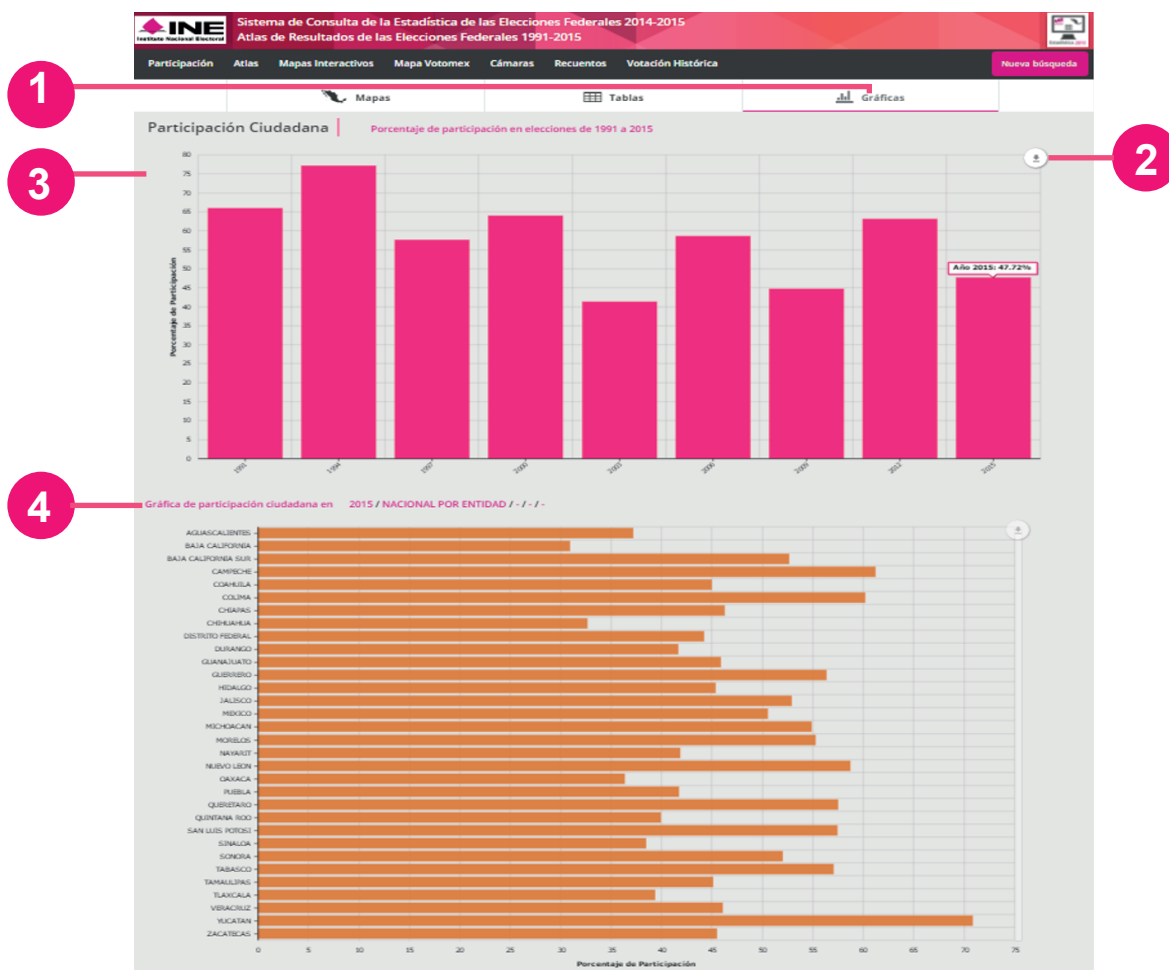 INE
Instituto Nacional Electoral
Sistema de Consulta de la Estadística de las Elecciones Federales 2014-2015
Atlas de Resultados de las Elecciones Federales 1991-2015
Participación Atlas Mapas Interactivos Mapa Votomex Cámaras Recuentos Votación Histórica Nueva búsqueda
1
Mapas Tablas Gráficas
Participación Ciudadana Porcentaje de participación en elecciones de 1991 a 2015
2
3
80
75
70
65
60
55
50
45
40
35
30
25
20
15
10
5
0
Porcentaje de Participación
Año 2015: 47.72%
1991 1994 1997 2000 2003 2006 2009 2012 2015
4
Gráfica de participación ciudadana en 2015 / NACIONAL POR ENTIDAD / - / - / -
AGUASCALIENTES
BAJA CALIFORNIA
BAJA CALIFORNIA SUR
CAMPECHE
COAHUILA
COLIMA
CHIAPAS
CHIHUAHUA
DISTRITO FEDERAL
DURANGO
GUANAJUATO
GUERRERO
HIDALGO
JALISCO
MEXICO
MICHOACAN
MORELOS
NAYARIT
NUEVO LEON
OAXACA
PUEBLA
QUERETARO
QUINTANA ROO
SAN LUIS POTOSI
SINALOA
SONORA
TABASCO
TAMAULIPAS
TLAXCALA
VERACRUZ
YUCATAN
ZACATECAS
0 5 10 15 20 25 30 35 40 45 50 55 60 65 70 75
Porcentaje de Participación